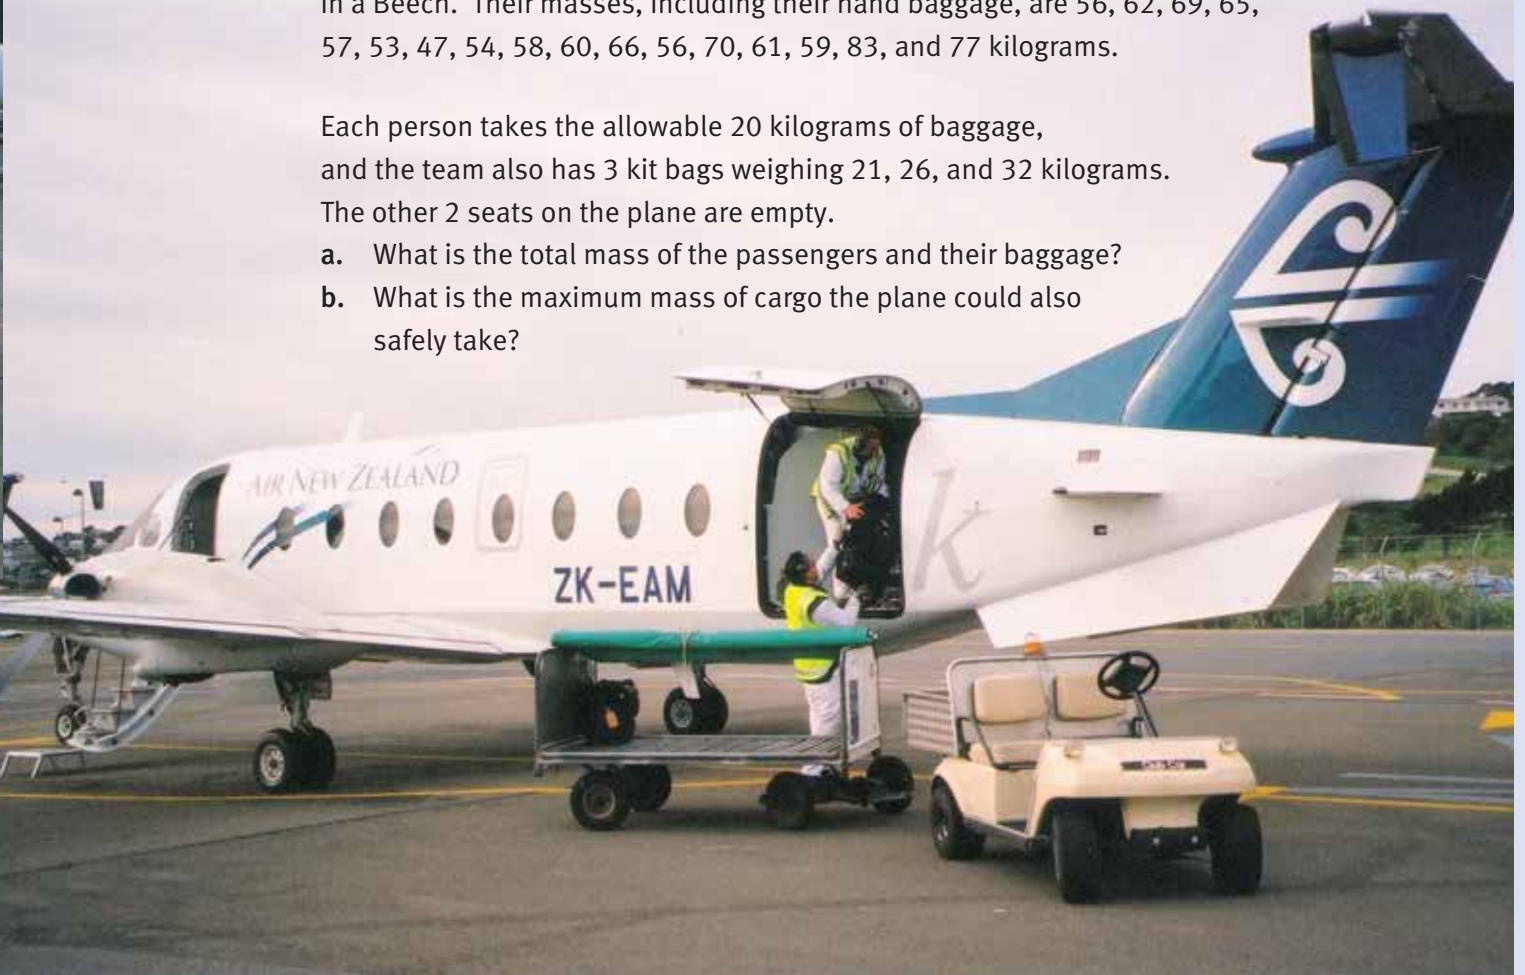 in a Beech. Their masses, including their hand baggage, are 56, 62, 69, 65,
57, 53, 47, 54, 58, 60, 66, 56, 70, 61, 59, 83, and 77 kilograms.
Each person takes the allowable 20 kilograms of baggage,
and the team also has 3 kit bags weighing 21, 26, and 32 kilograms.
The other 2 seats on the plane are empty.
a. What is the total mass of the passengers and their baggage?
b. What is the maximum mass of cargo the plane could also
safely take?
AIR NEW ZEALAND
k
ZK-EAM